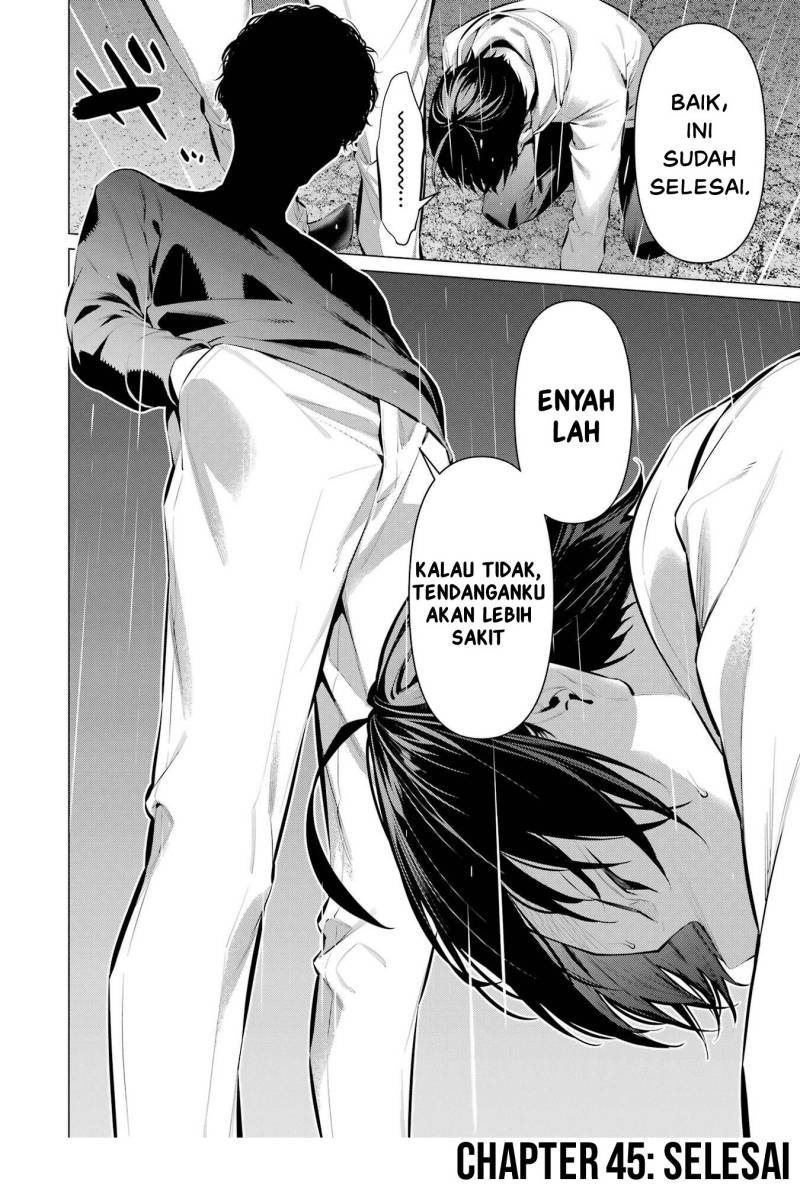 BAIK,
INI
SUDAH
SELESAI.
ENYAH
LAH
KALAU TIDAK,
TENDANGANKU
AKAN LEBIH
SAKIT
CHAPTER 45: SELESAI